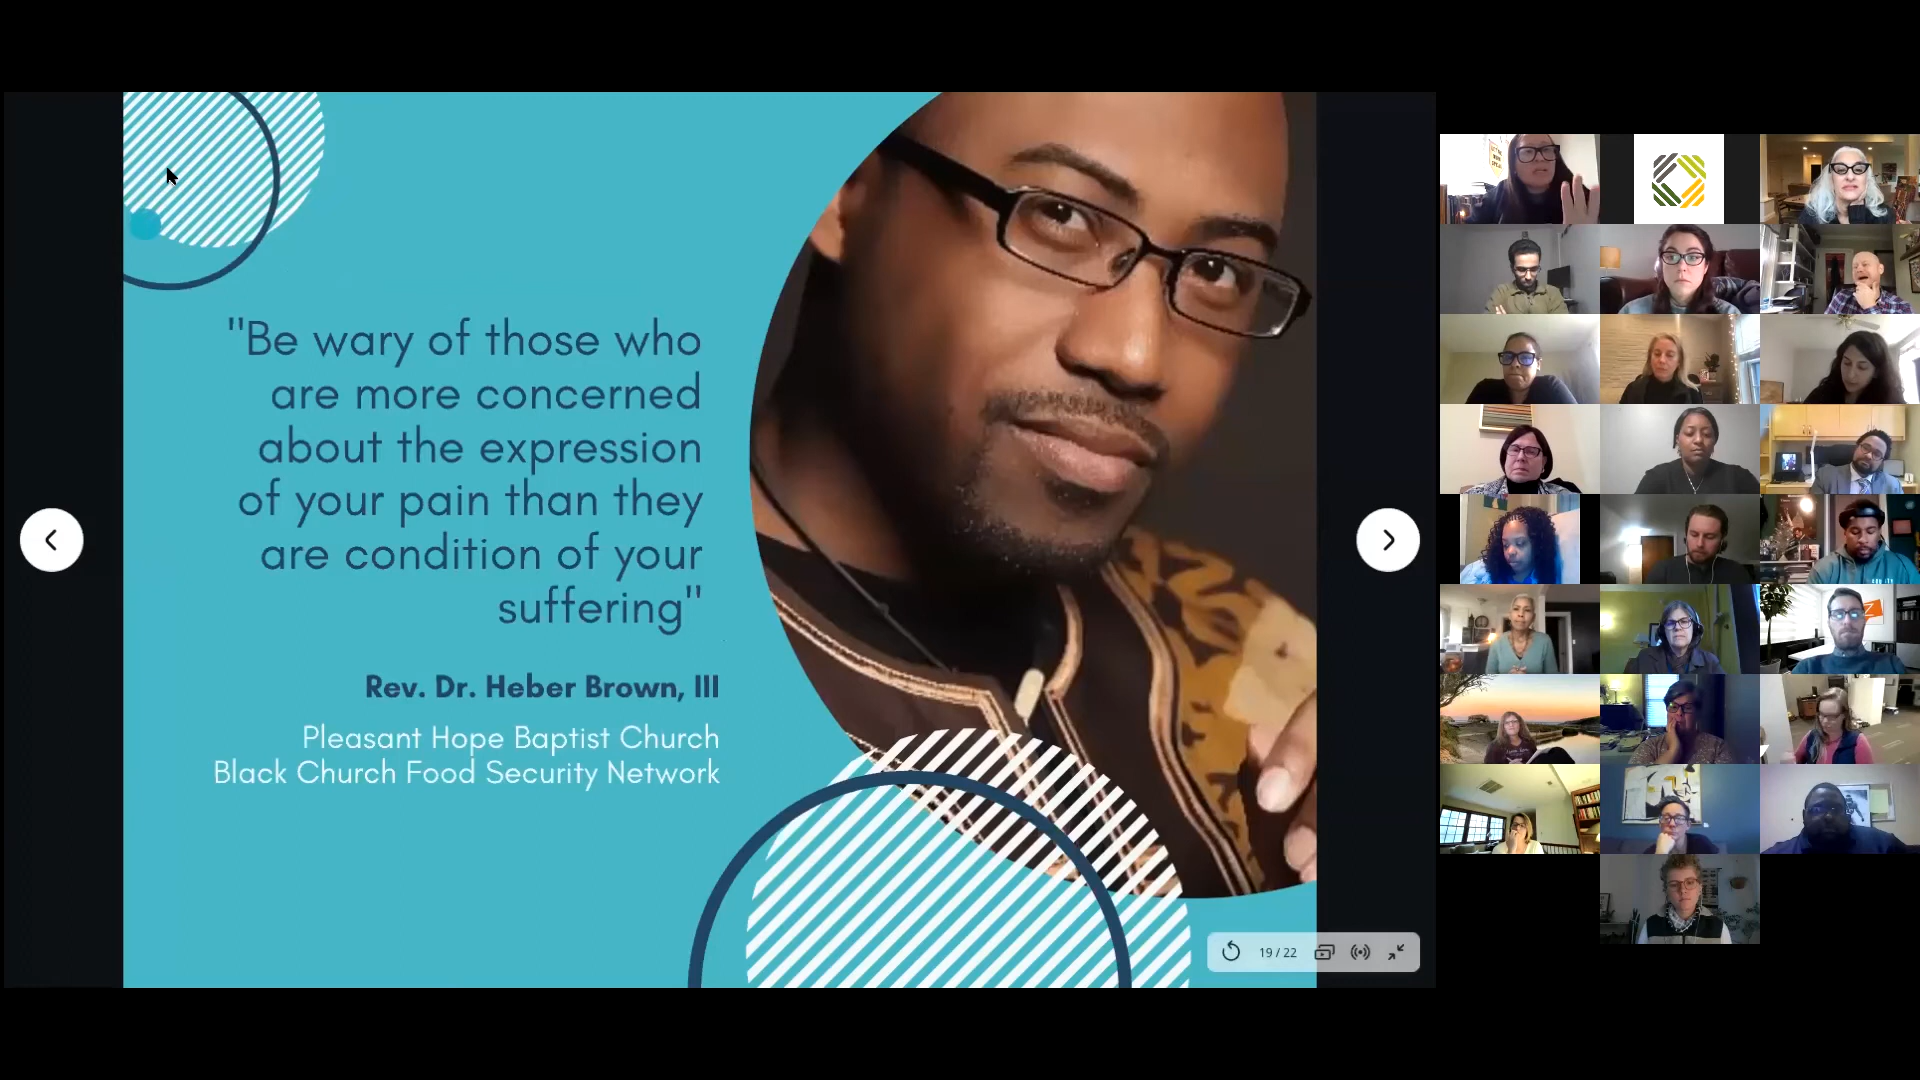 "Be wary of those who
are more concerned
about the expression
of your pain than they
are condition of your
suffering"
Rev. Dr. Heber Brown, III
Pleasant Hope Baptist Church
Black Church Food Security Network
19 / 22